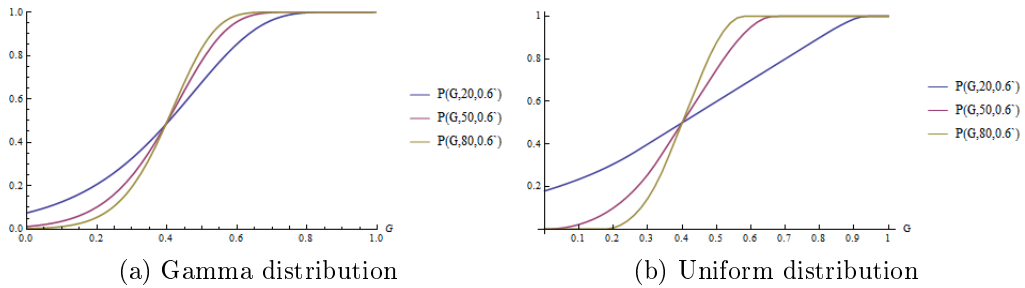 1.0
0.8
0.6
0.4
0.2
0.0
0.0 0.2 0.4 0.6 0.8 1.0
G
P(G,20,0.6`)
P(G,50,0.6`)
P(G,80,0.6`)
(a) Gamma distribution
1
0.8
0.6
0.4
0.2
0.1 0.2 0.3 0.4 0.5 0.6 0.7 0.8 0.9 1
G
P(G,20,0.6`)
P(G,50,0.6`)
P(G,80,0.6`)
(b) Uniform distribution